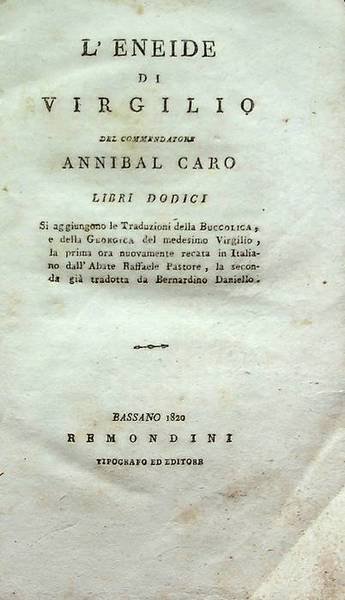 L' ENEIDE
DI
VIRGILIO
DEL COMMENDATORE
ANNIBAL CARO
LIBRI DODICI
Si aggiungono le Traduzioni della BUCCOLICA,
e della GEORGICA del medesimo Virgilio,
la prima ora nuovamente recata in Italia-
no dall'Abate Raffaele Pastore, la secon-
da già tradotta da Bernardino Daniello.
BASSANO 1820
REMONDINI
TIPOGRAFO ED EDITORE